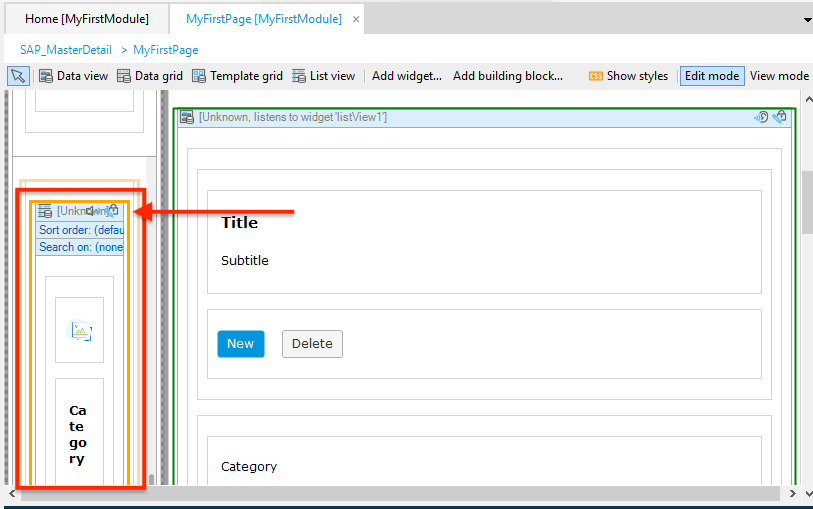 Home [MyFirstModule]
MyFirstPage [MyFirstModule] ×
SAP_MasterDetail > MyFirstPage
Data view
Data grid
Template grid
List view
Add widget...
Add building block...
CSS Show styles
Edit mode
View mode
[Unknown, listens to widget 'listView1']
[Unknown]
Sort order: (defau
Search on: (none
Ca
te
go
ry
Title
Subtitle
New
Delete
Category